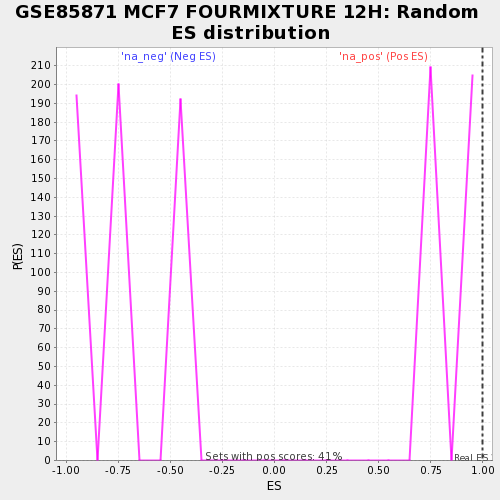 GSE85871 MCF7 FOURMIXTURE 12H: Random
ES distribution
'na_neg' (Neg ES)
'na_pos' (Pos ES)
210
200
190
180
170
160
150
140
130
120
110
100
90
80
70
60
50
40
30
20
10
0
P(ES)
Sets with pos scores: 41%
Real ES
-1.00 -0.75 -0.50 -0.25 0.00 0.25 0.50 0.75 1.00
ES